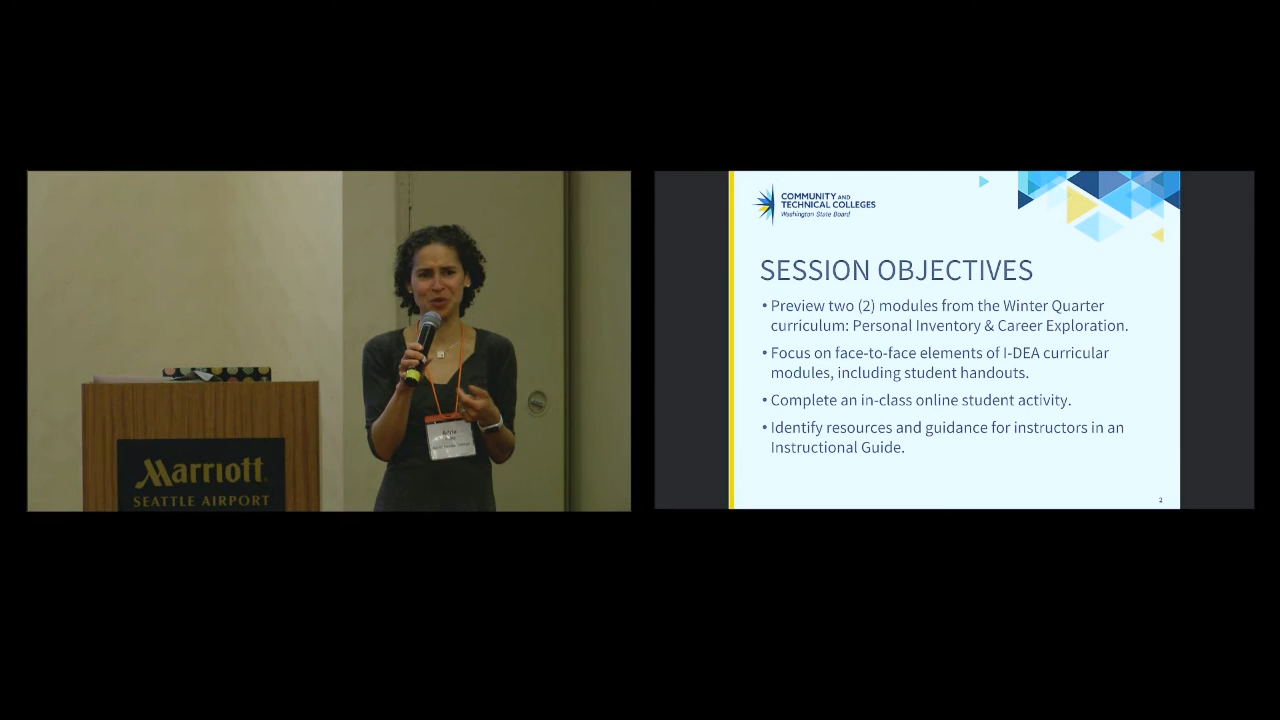 Marriott
SEATTLE AIRPORT
COMMUNITY AND
TECHNICAL COLLEGES
Washington State Board
SESSION OBJECTIVES
• Preview two (2) modules from the Winter Quarter
curriculum: Personal Inventory & Career Exploration.
• Focus on face-to-face elements of I-DEA curricular
modules, including student handouts.
• Complete an in-class online student activity.
• Identify resources and guidance for instructors in an
Instructional Guide.
2